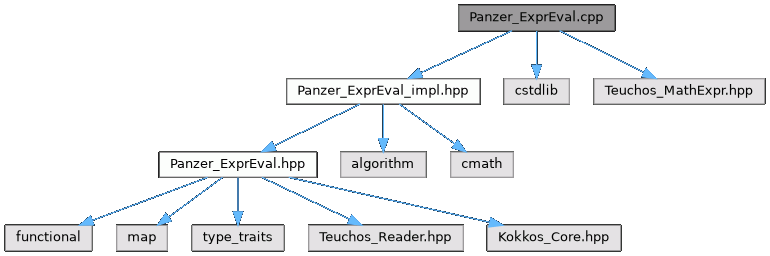 Panzer_ExprEval.cpp
Panzer_ExprEval_impl.hpp
cstdlib
Teuchos_MathExpr.hpp
Panzer_ExprEval.hpp
algorithm
cmath
functional
map
type_traits
Teuchos_Reader.hpp
Kokkos_Core.hpp